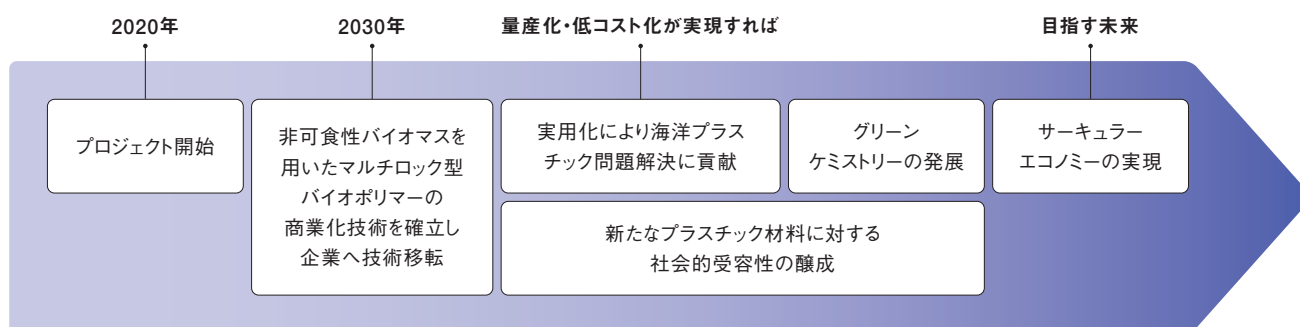 2020年
2030年
量産化・低コスト化が実現すれば
目指す未来
プロジェクト開始
非可食性バイオマスを
用いたマルチロック型
バイオポリマーの
商業化技術を確立し
企業へ技術移転
実用化により海洋プラス
チック問題解決に貢献
グリーン
ケミストリーの発展
サーキュラー
エコノミーの実現
新たなプラスチック材料に対する
社会的受容性の醸成